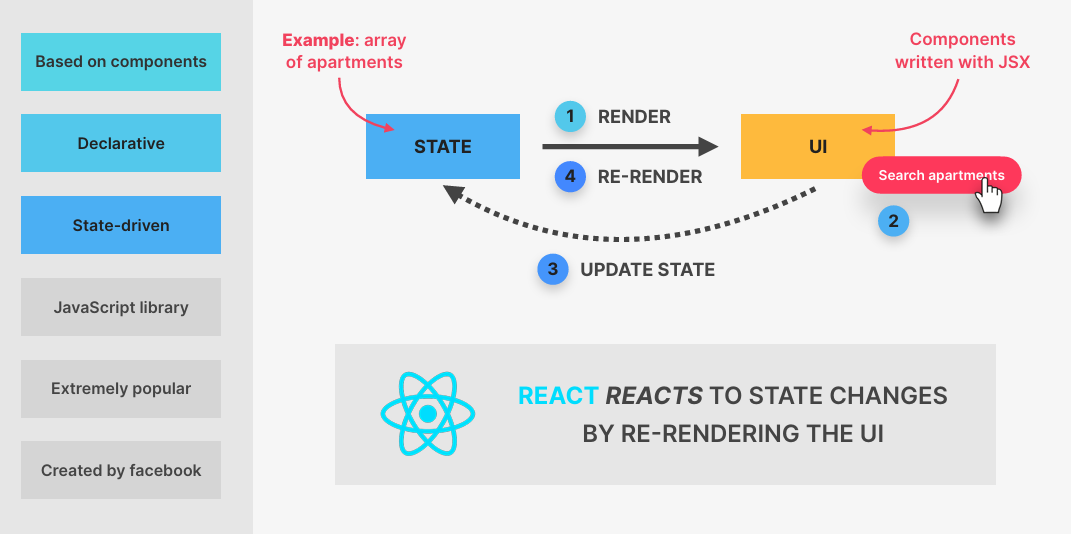 Based on components
Declarative
State-driven
JavaScript library
Extremely popular
Created by facebook
Example: array
of apartments
Components
written with JSX
STATE
1 RENDER
4 RE-RENDER
UI
Search apartments
2
3 UPDATE STATE
REACT REACTS TO STATE CHANGES
BY RE-RENDERING THE UI